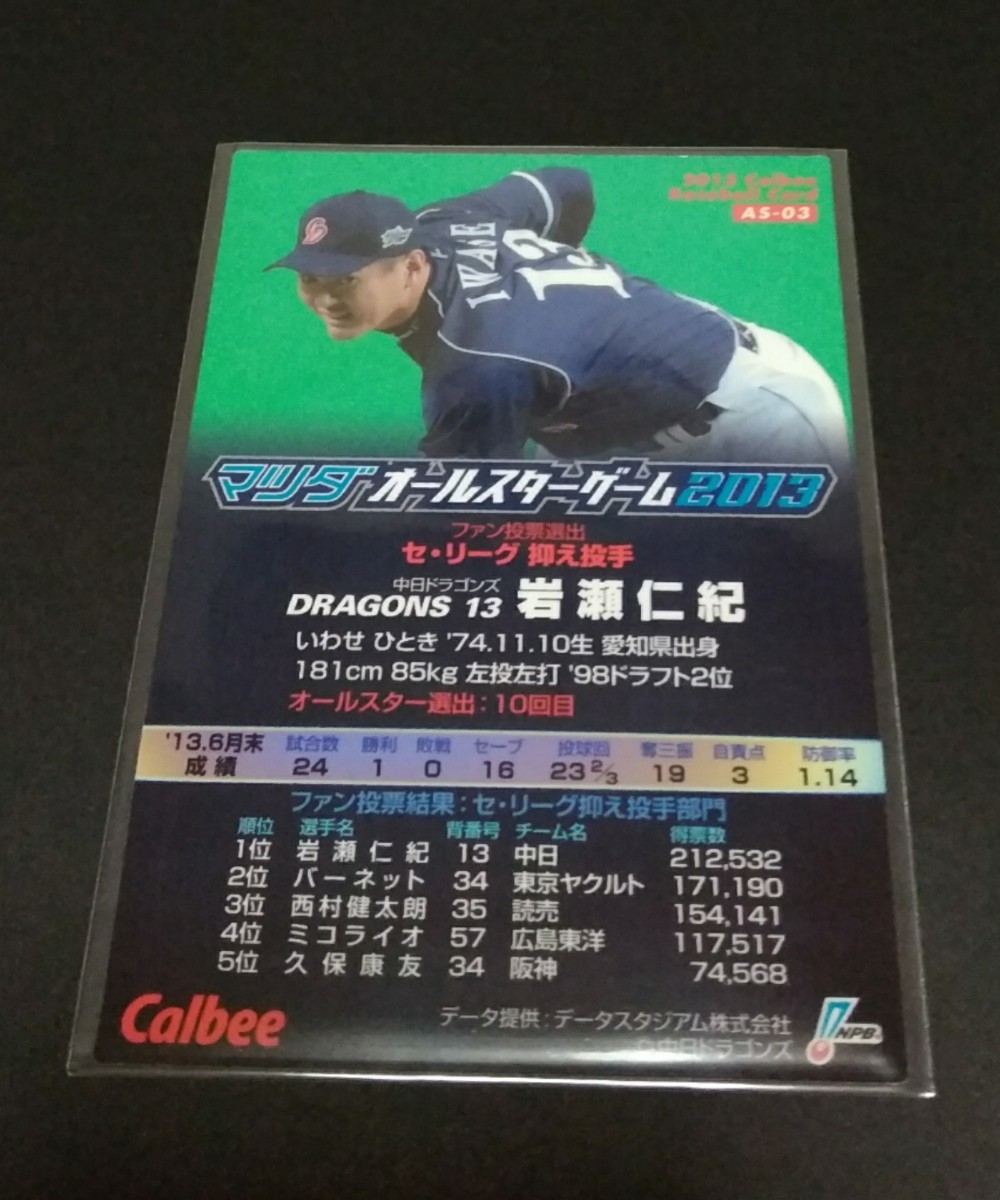 2013 Calbee
Baseball Card
AS-03
IWASE
13
マツダオールスターゲーム2013
ファン投票選出
セ・リーグ 抑え投手
中日ドラゴンズ
DRAGONS 13 岩瀬仁紀
いわせ ひとき '74.11.10生 愛知県出身
181cm 85kg 左投左打 '98ドラフト2位
オールスター選出：10回目
'13.6月末成績 試合数 勝利 敗戦 セーブ 投球回 奪三振 自責点 防御率
24 1 0 16 23 2/3 19 3 1.14
ファン投票結果：セ・リーグ抑え投手部門
順位 選手名 背番号 チーム名 得票数
1位 岩瀬仁紀 13 中日 212,532
2位 バーネット 34 東京ヤクルト 171,190
3位 西村健太朗 35 読売 154,141
4位 ミコライオ 57 広島東洋 117,517
5位 久保康友 34 阪神 74,568
Calbee
データ提供：データスタジアム株式会社
©中日ドラゴンズ
NPB